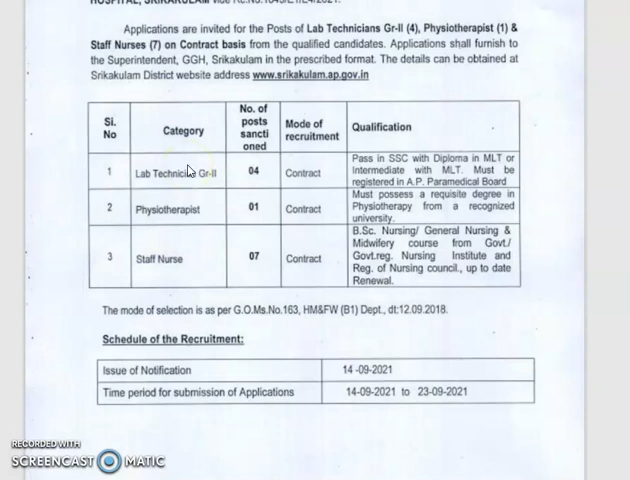 Applications are invited for the Posts of Lab Technicians Gr-II (4), Physiotherapist (1) &
Staff Nurses (7) on Contract basis from the qualified candidates. Applications shall furnish to
the Superintendent, GGH, Srikakulam in the prescribed format. The details can be obtained at
Srikakulam District website address www.srikakulam.ap.gov.in
Sl. No
Category
No. of posts sancti oned
Mode of recruitment
Qualification
1
Lab Technician Gr-II
04
Contract
Pass in SSC with Diploma in MLT or
Intermediate with MLT. Must be
registered in A.P. Paramedical Board
2
Physiotherapist
01
Contract
Must possess a requisite degree in
Physiotherapy from a recognized
university.
3
Staff Nurse
07
Contract
B.Sc. Nursing/ General Nursing &
Midwifery course from Govt./
Govt.reg. Nursing Institute and
Reg. of Nursing council., up to date
Renewal.
The mode of selection is as per G.O.Ms.No.163, HM&FW (B1) Dept., dt:12.09.2018.
Schedule of the Recruitment:
Issue of Notification
14 -09-2021
Time period for submission of Applications
14-09-2021 to 23-09-2021
RECORDED WITH
SCREENCAST MATIC